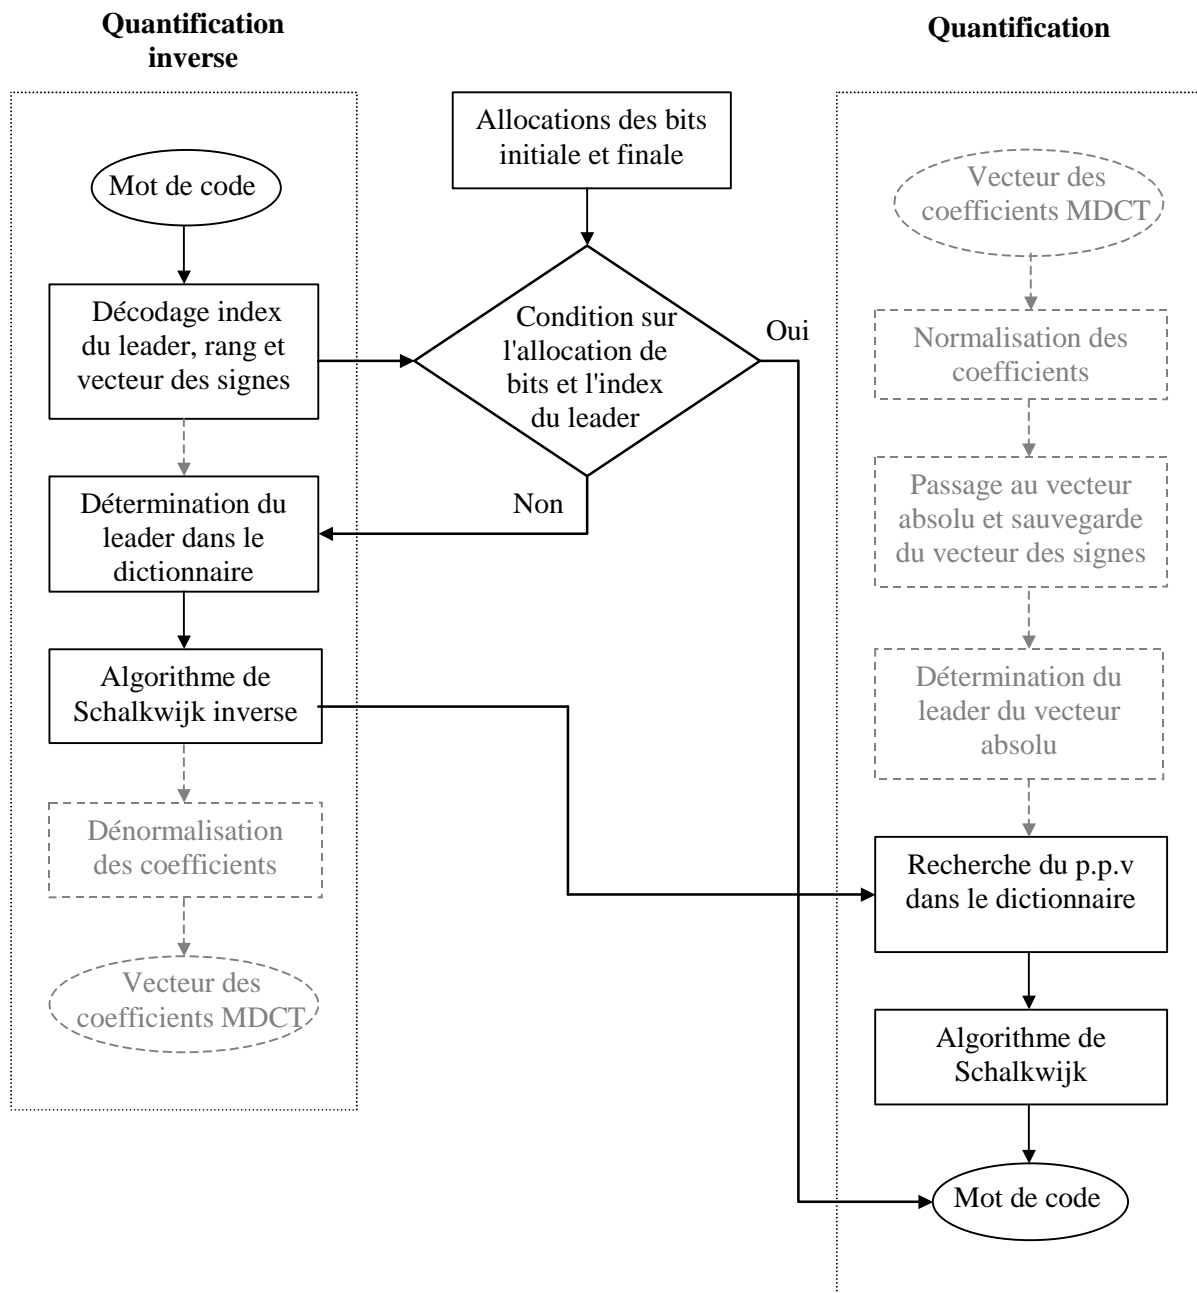 Quantification
inverse
Mot de code
Décodage index
du leader, rang et
vecteur des signes
Détermination du
leader dans le
dictionnaire
Algorithme de
Schalkwijk inverse
Dénormalisation
des coefficients
Vecteur des
coefficients MDCT
Allocations des bits
initiale et finale
Condition sur
l'allocation de
bits et l'index
du leader
Oui
Non
Quantification
Vecteur des
coefficients MDCT
Normalisation des
coefficients
Passage au vecteur
absolu et sauvegarde
du vecteur des signes
Détermination du
leader du vecteur
absolu
Recherche du p.p.v
dans le dictionnaire
Algorithme de
Schalkwijk
Mot de code